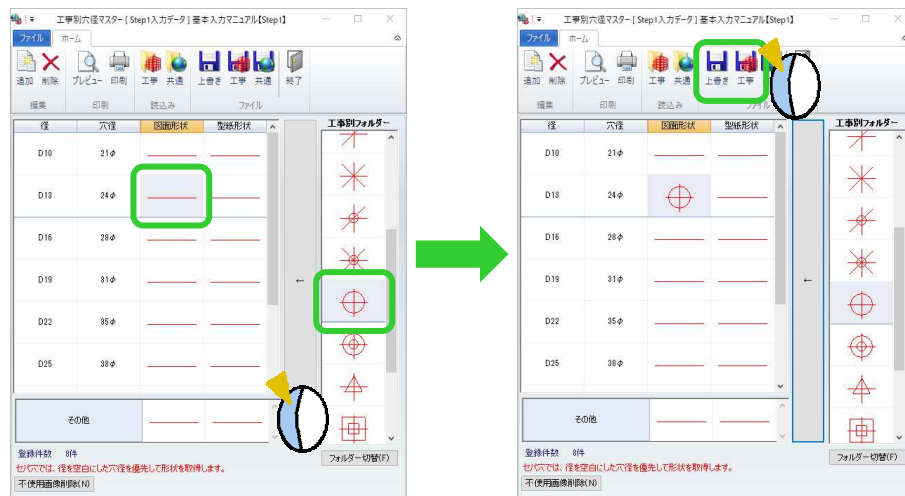 工事別穴径マスター [ Step1入力データ ] 基本入力マニュアル【Step1】
ファイル ホーム
追加 削除 プレビュー 印刷 工事 共通 上書き 工事 共通 終了
編集 印刷 読込み ファイル
径 穴径 図面形状 型紙形状 工事別フォルダー
D10 21φ
D13 24φ
D16 28φ
D19 31φ
←
D22 35φ
D25 38φ
その他
登録件数 8件
セパ穴では、径を空白にした穴径を優先して形状を取得します。
フォルダー切替(F)
不使用画像削除(N)
工事別穴径マスター [ Step1入力データ ] 基本入力マニュアル【Step1】
ファイル ホーム
追加 削除 プレビュー 印刷 工事 共通 上書き 工事
編集 印刷 読込み
径 穴径 図面形状 型紙形状 工事別フォルダー
D10 21φ
D13 24φ
D16 28φ
D19 31φ
←
D22 35φ
D25 38φ
その他
登録件数 8件
セパ穴では、径を空白にした穴径を優先して形状を取得します。
フォルダー切替(F)
不使用画像削除(N)